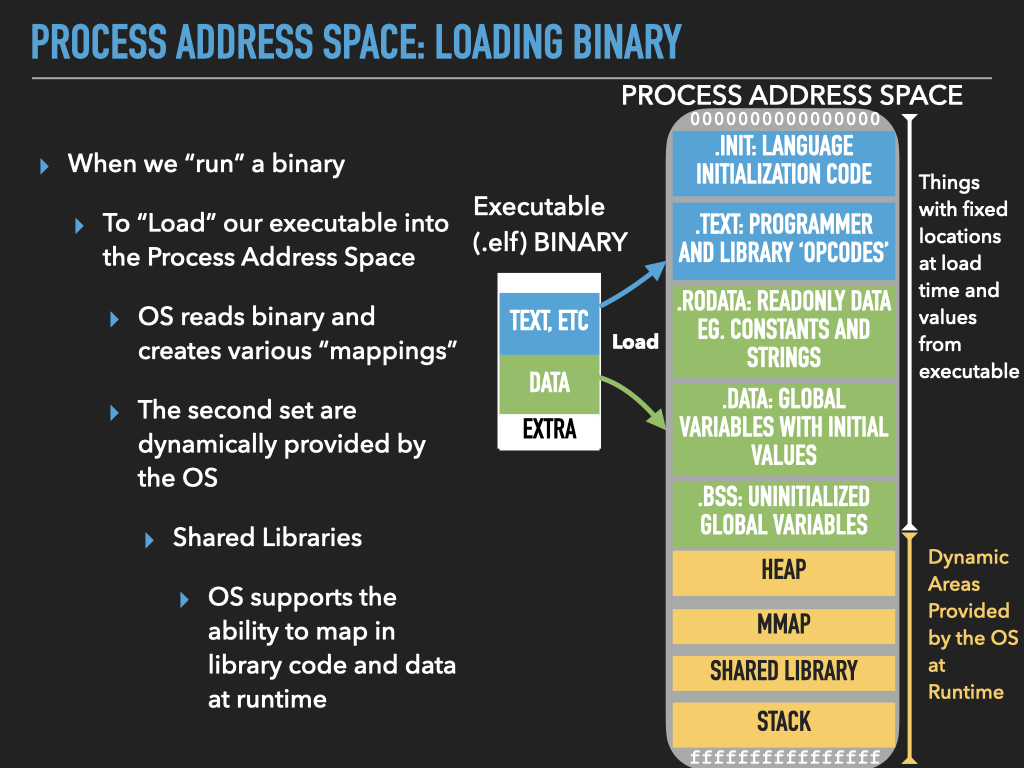 PROCESS ADDRESS SPACE: LOADING BINARY
When we “run” a binary
To “Load” our executable into
the Process Address Space
OS reads binary and
creates various “mappings”
The second set are
dynamically provided by
the OS
Shared Libraries
OS supports the
ability to map in
library code and data
at runtime
Executable
(.elf) BINARY
TEXT, ETC
DATA
EXTRA
Load
PROCESS ADDRESS SPACE
0000000000000000
.INIT: LANGUAGE
INITIALIZATION CODE
.TEXT: PROGRAMMER
AND LIBRARY ‘OPCODES’
.RODATA: READONLY DATA
EG. CONSTANTS AND
STRINGS
.DATA: GLOBAL
VARIABLES WITH INITIAL
VALUES
.BSS: UNINITIALIZED
GLOBAL VARIABLES
HEAP
MMAP
SHARED LIBRARY
STACK
ffffffffffffffff
Things
with fixed
locations
at load
time and
values
from
executable
Dynamic
Areas
Provided
by the OS
at
Runtime